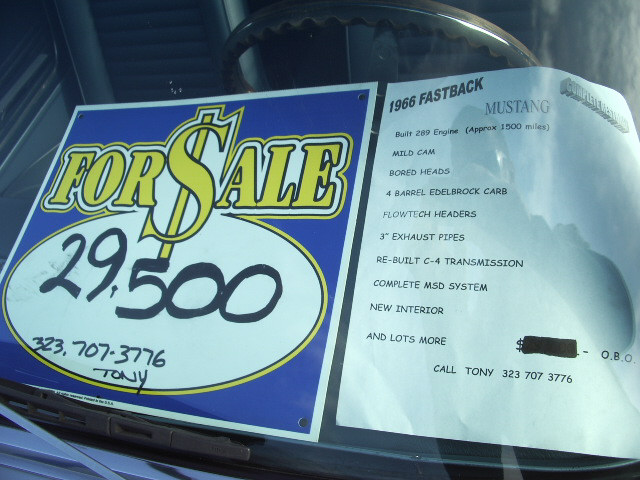 FOR $ALE
29,500
323.707-3776
TONY
1966 FASTBACK
MUSTANG
COMPLETE
Built 289 Engine (Approx 1500 miles)
MILD CAM
BORED HEADS
4 BARREL EDELBROCK CARB
FLOWTECH HEADERS
3" EXHAUST PIPES
RE-BUILT C-4 TRANSMISSION
COMPLETE MSD SYSTEM
NEW INTERIOR
AND LOTS MORE
$ - O.B.O.
CALL TONY 323 707 3776